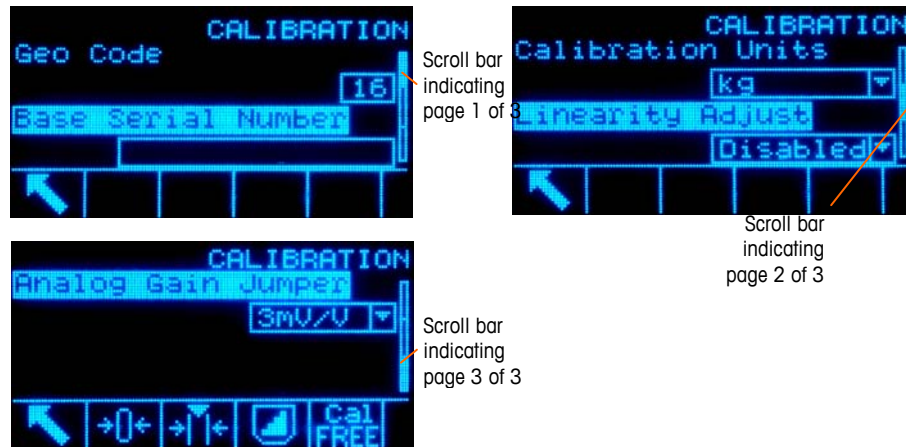 CALIBRATION
Geo Code
16
Base Serial Number
Scroll bar
indicating
page 1 of 3
CALIBRATION
Calibration Units
kg
Linearity Adjust
Disabled
Scroll bar
indicating
page 2 of 3
CALIBRATION
Analog Gain Jumper
3mV/V
Scroll bar
indicating
page 3 of 3
→0←
Cal
FREE